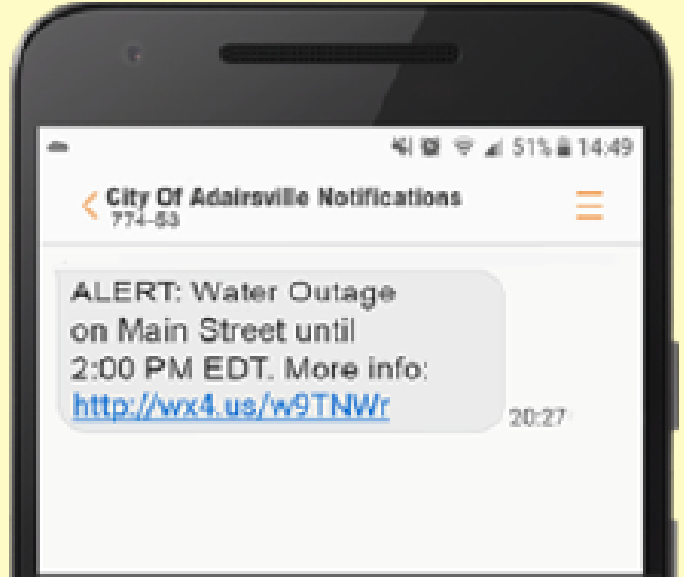 51% 14:49
City Of Adairsville Notifications
774-53
ALERT: Water Outage
on Main Street until
2:00 PM EDT. More info:
http://wx4.us/w9TNWr
20:27